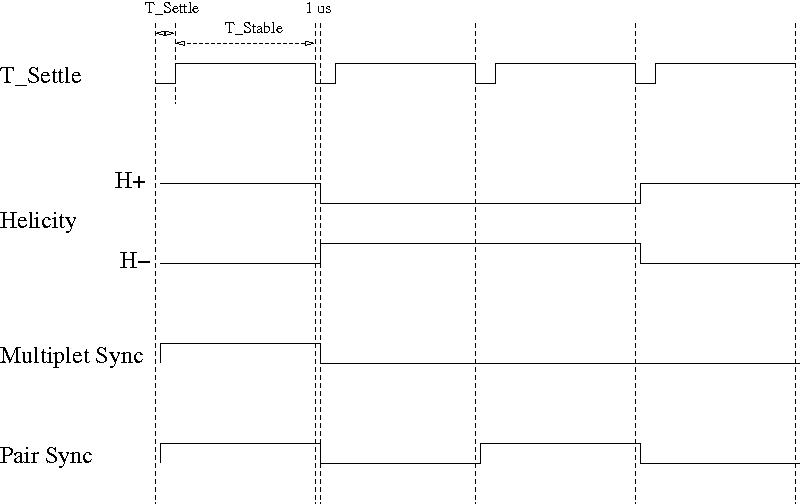 T_Settle
1 us
T_Stable
T_Settle
H+
Helicity
H−
Multiplet Sync
Pair Sync